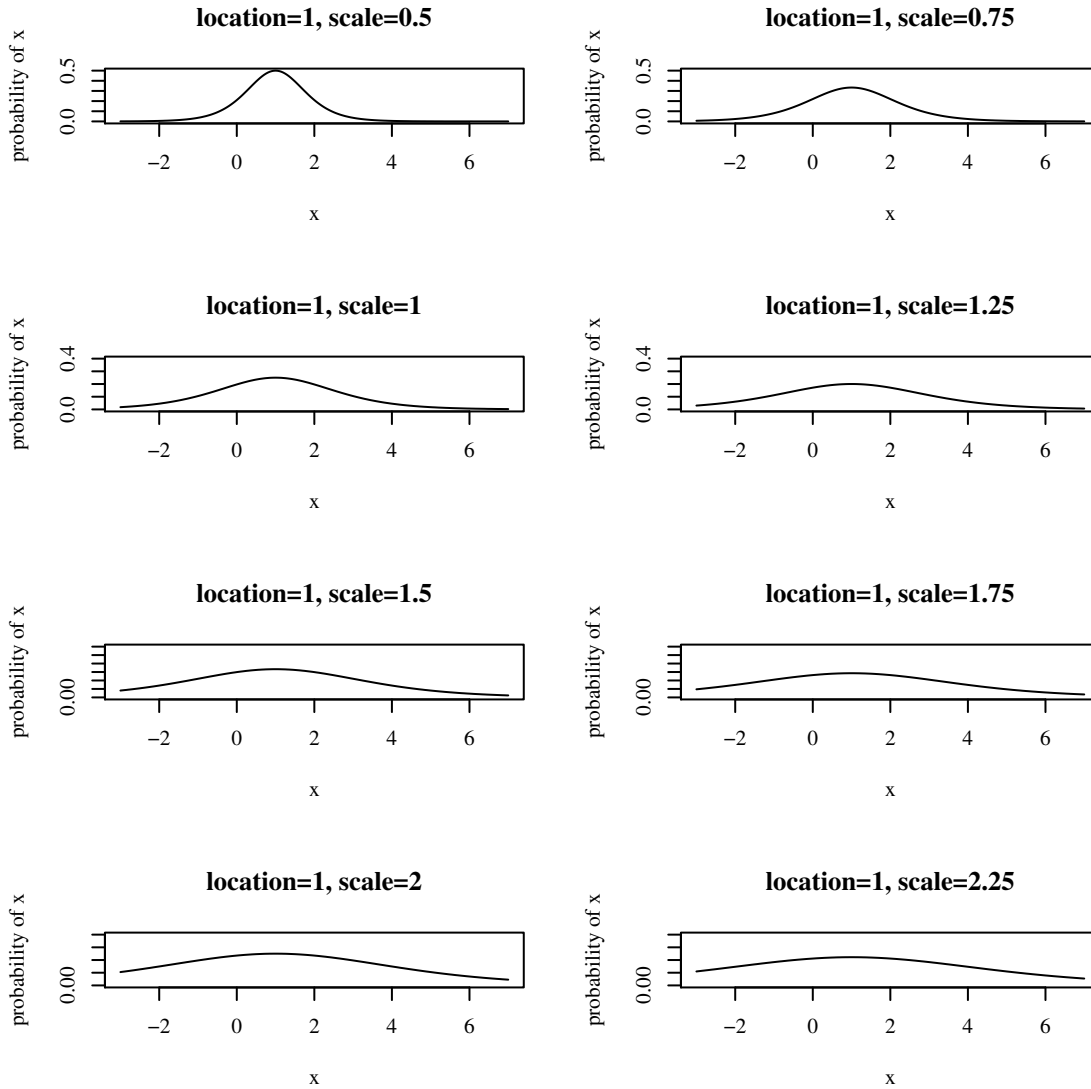 location=1, scale=0.5
probability of x
0.0 0.5
−2 0 2 4 6
x
location=1, scale=0.75
probability of x
0.0 0.5
−2 0 2 4 6
x
location=1, scale=1
probability of x
0.0 0.4
−2 0 2 4 6
x
location=1, scale=1.25
probability of x
0.0 0.4
−2 0 2 4 6
x
location=1, scale=1.5
probability of x
0.00
−2 0 2 4 6
x
location=1, scale=1.75
probability of x
0.00
−2 0 2 4 6
x
location=1, scale=2
probability of x
0.00
−2 0 2 4 6
x
location=1, scale=2.25
probability of x
0.00
−2 0 2 4 6
x